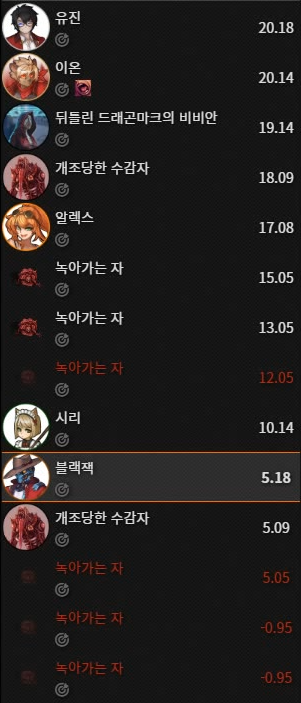 유진 20.18
이온 20.14
뒤틀린 드래곤마크의 비비안 19.14
개조당한 수감자 18.09
알렉스 17.08
녹아가는 자 15.05
녹아가는 자 13.05
녹아가는 자 12.05
시리 10.14
블랙잭 5.18
개조당한 수감자 5.09
녹아가는 자 5.05
녹아가는 자 -0.95
녹아가는 자 -0.95